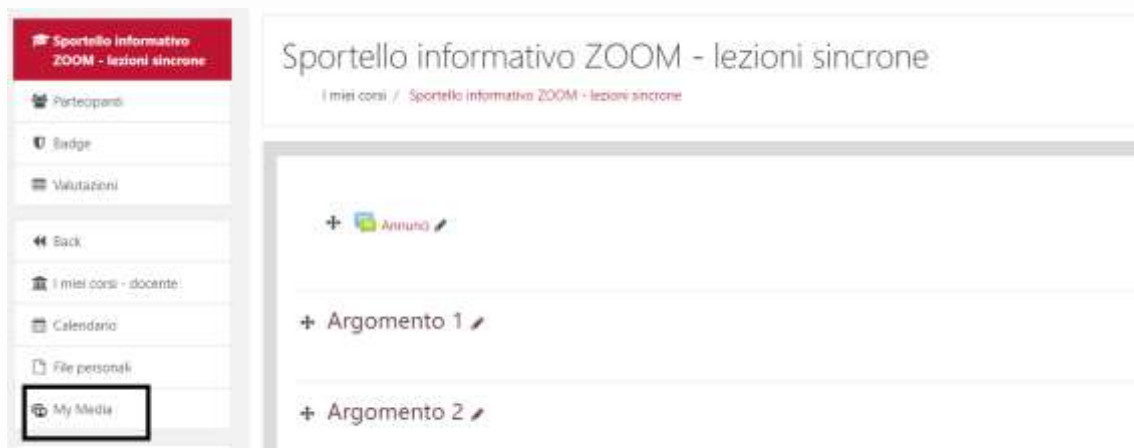 Sportello informativo
ZOOM - lezioni sincrone
Partecipanti
Badge
Valutazioni
Back
I miei corsi - docente
Calendario
File personali
My Media
Sportello informativo ZOOM - lezioni sincrone
I miei corsi / Sportello informativo ZOOM - lezioni sincrone
Annunci
Argomento 1
Argomento 2